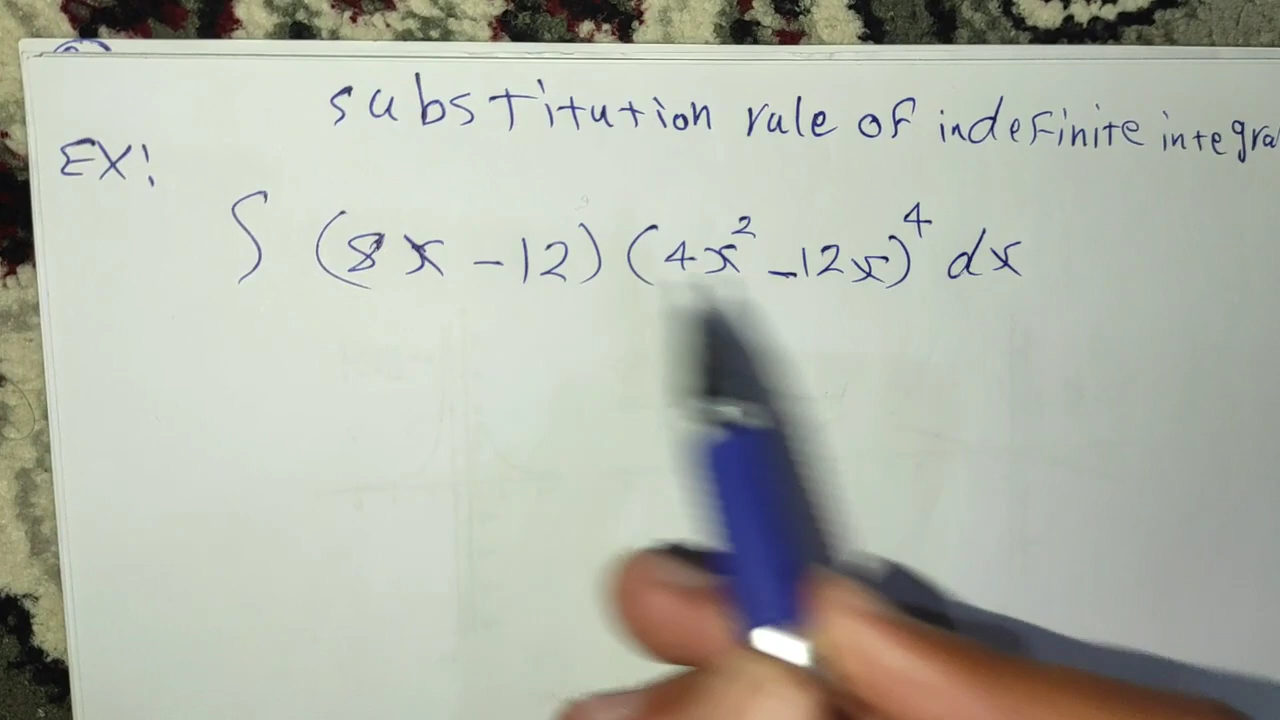 substitution rule of indefinite integra
EX:
∫ (8x - 12) (4x² - 12x)⁴ dx